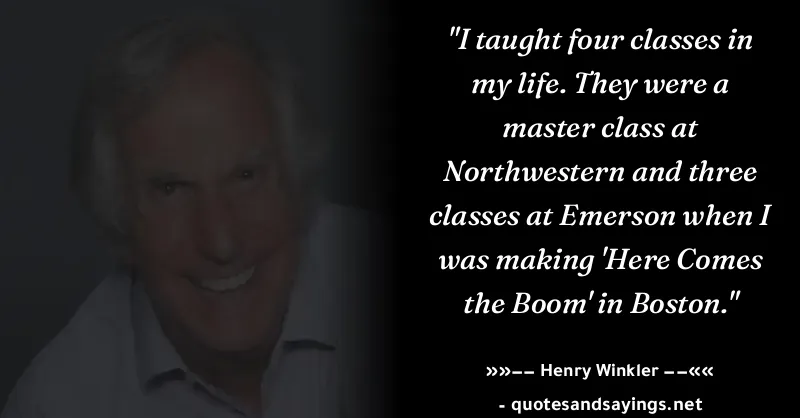 "I taught four classes in
my life. They were a
master class at
Northwestern and three
classes at Emerson when I
was making 'Here Comes
the Boom' in Boston."
»»–– Henry Winkler ––««
- quotesandsayings.net